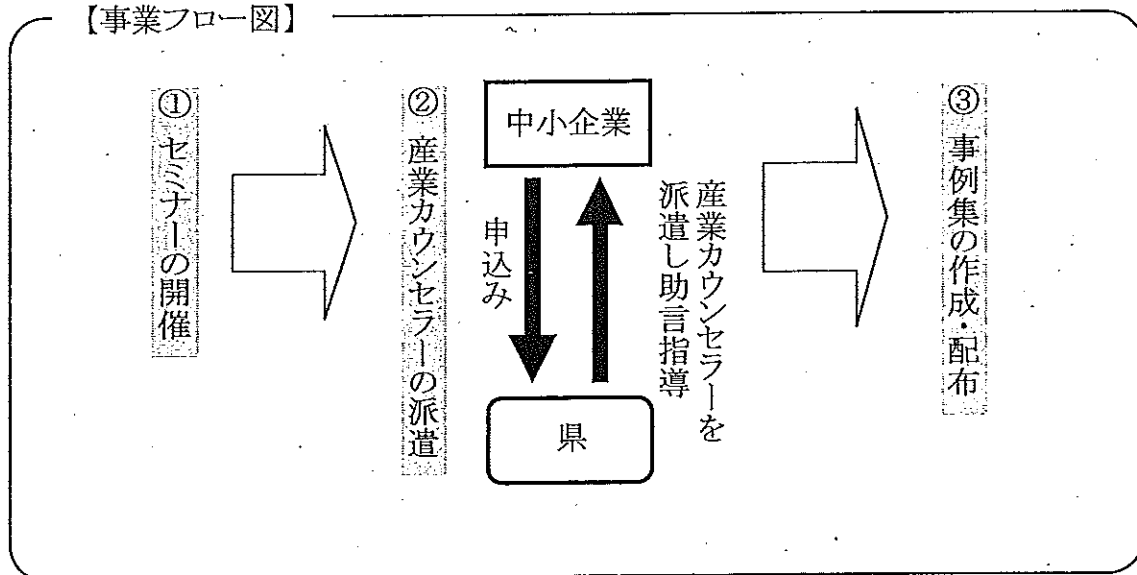 【事業フロー図】
① セミナーの開催
② 産業カウンセラーの派遣
中小企業
申込み
産業カウンセラーを
派遣し助言指導
県
③ 事例集の作成・配布